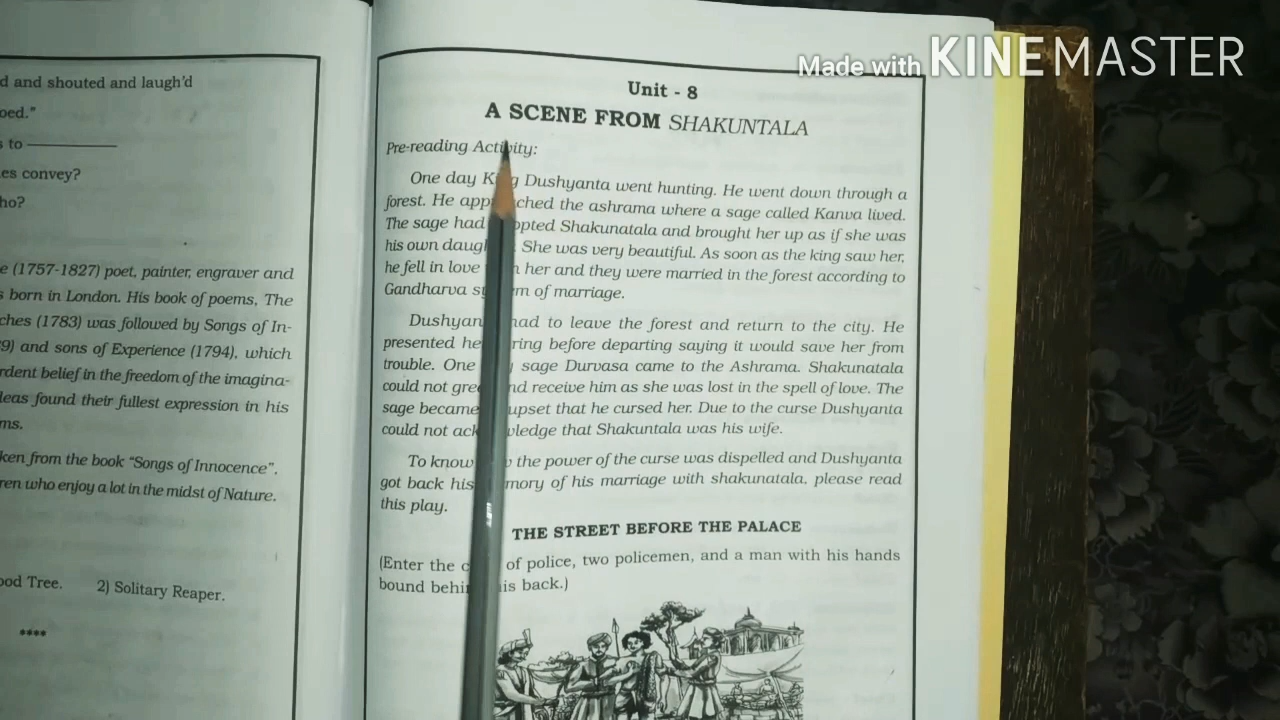 Made with KINEMASTER
d and shouted and laugh'd
oed."
s to
es convey?
ho?
e (1757-1827) poet, painter, engraver and
s born in London. His book of poems, The
ches (1783) was followed by Songs of In-
9) and sons of Experience (1794), which
rdent belief in the freedom of the imagina-
leas found their fullest expression in his
ms.
ken from the book “Songs of Innocence”.
ren who enjoy a lot in the midst of Nature.
ood Tree. 2) Solitary Reaper.
****
Unit - 8
A SCENE FROM SHAKUNTALA
Pre-reading Activity:
One day King Dushyanta went hunting. He went down through a
forest. He approached the ashrama where a sage called Kanva lived.
The sage had adopted Shakunatala and brought her up as if she was
his own daughter. She was very beautiful. As soon as the king saw her,
he fell in love with her and they were married in the forest according to
Gandharva system of marriage.
Dushyanta had to leave the forest and return to the city. He
presented her ring before departing saying it would save her from
trouble. One sage Durvasa came to the Ashrama. Shakunatala
could not greet and receive him as she was lost in the spell of love. The
sage became upset that he cursed her. Due to the curse Dushyanta
could not acknowledge that Shakuntala was his wife.
To know the power of the curse was dispelled and Dushyanta
got back his memory of his marriage with shakunatala, please read
this play.
THE STREET BEFORE THE PALACE
(Enter the of police, two policemen, and a man with his hands
bound behind his back.)